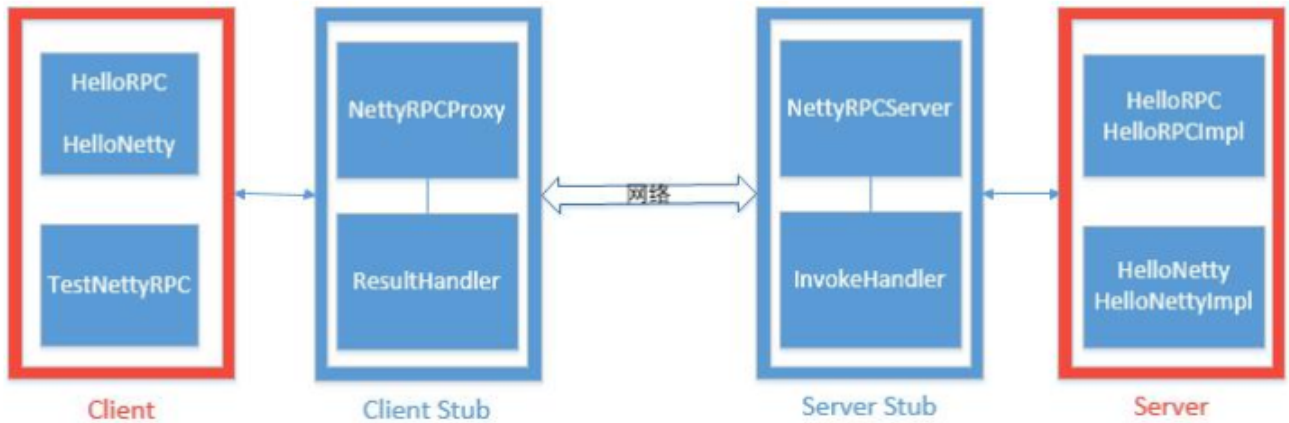 HelloRPC
HelloNetty
TestNettyRPC
Client
NettyRPCProxy
ResultHandler
Client Stub
网络
NettyRPCServer
InvokeHandler
Server Stub
HelloRPC
HelloRPCImpl
HelloNetty
HelloNettyImpl
Server